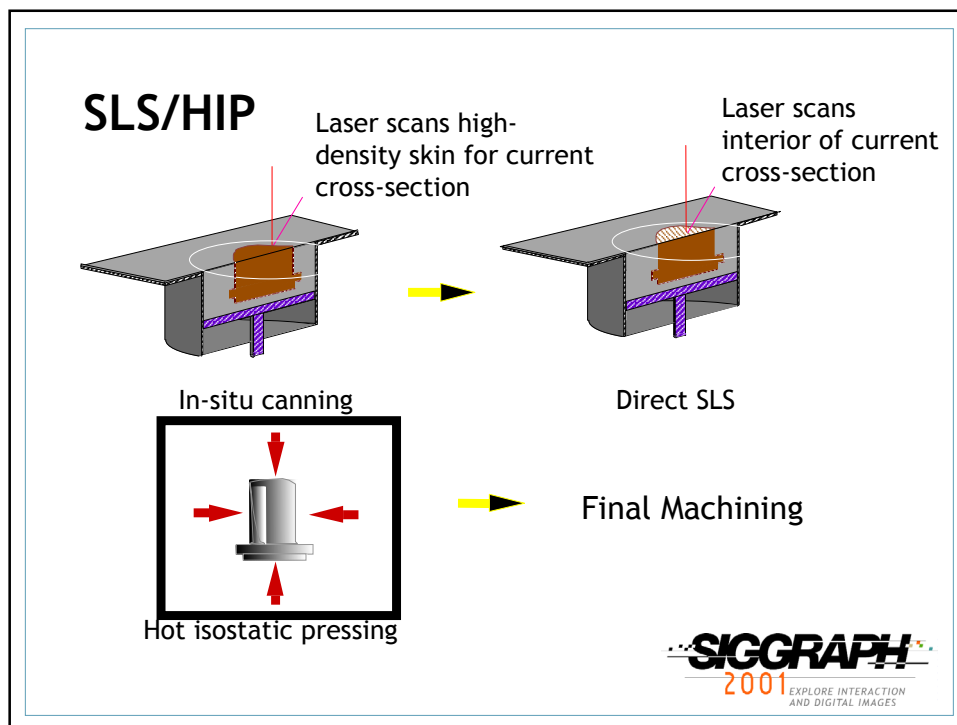 SLS/HIP
Laser scans high-
density skin for current
cross-section
Laser scans
interior of current
cross-section
In-situ canning
Direct SLS
Hot isostatic pressing
Final Machining
SIGGRAPH
2001
EXPLORE INTERACTION
AND DIGITAL IMAGES